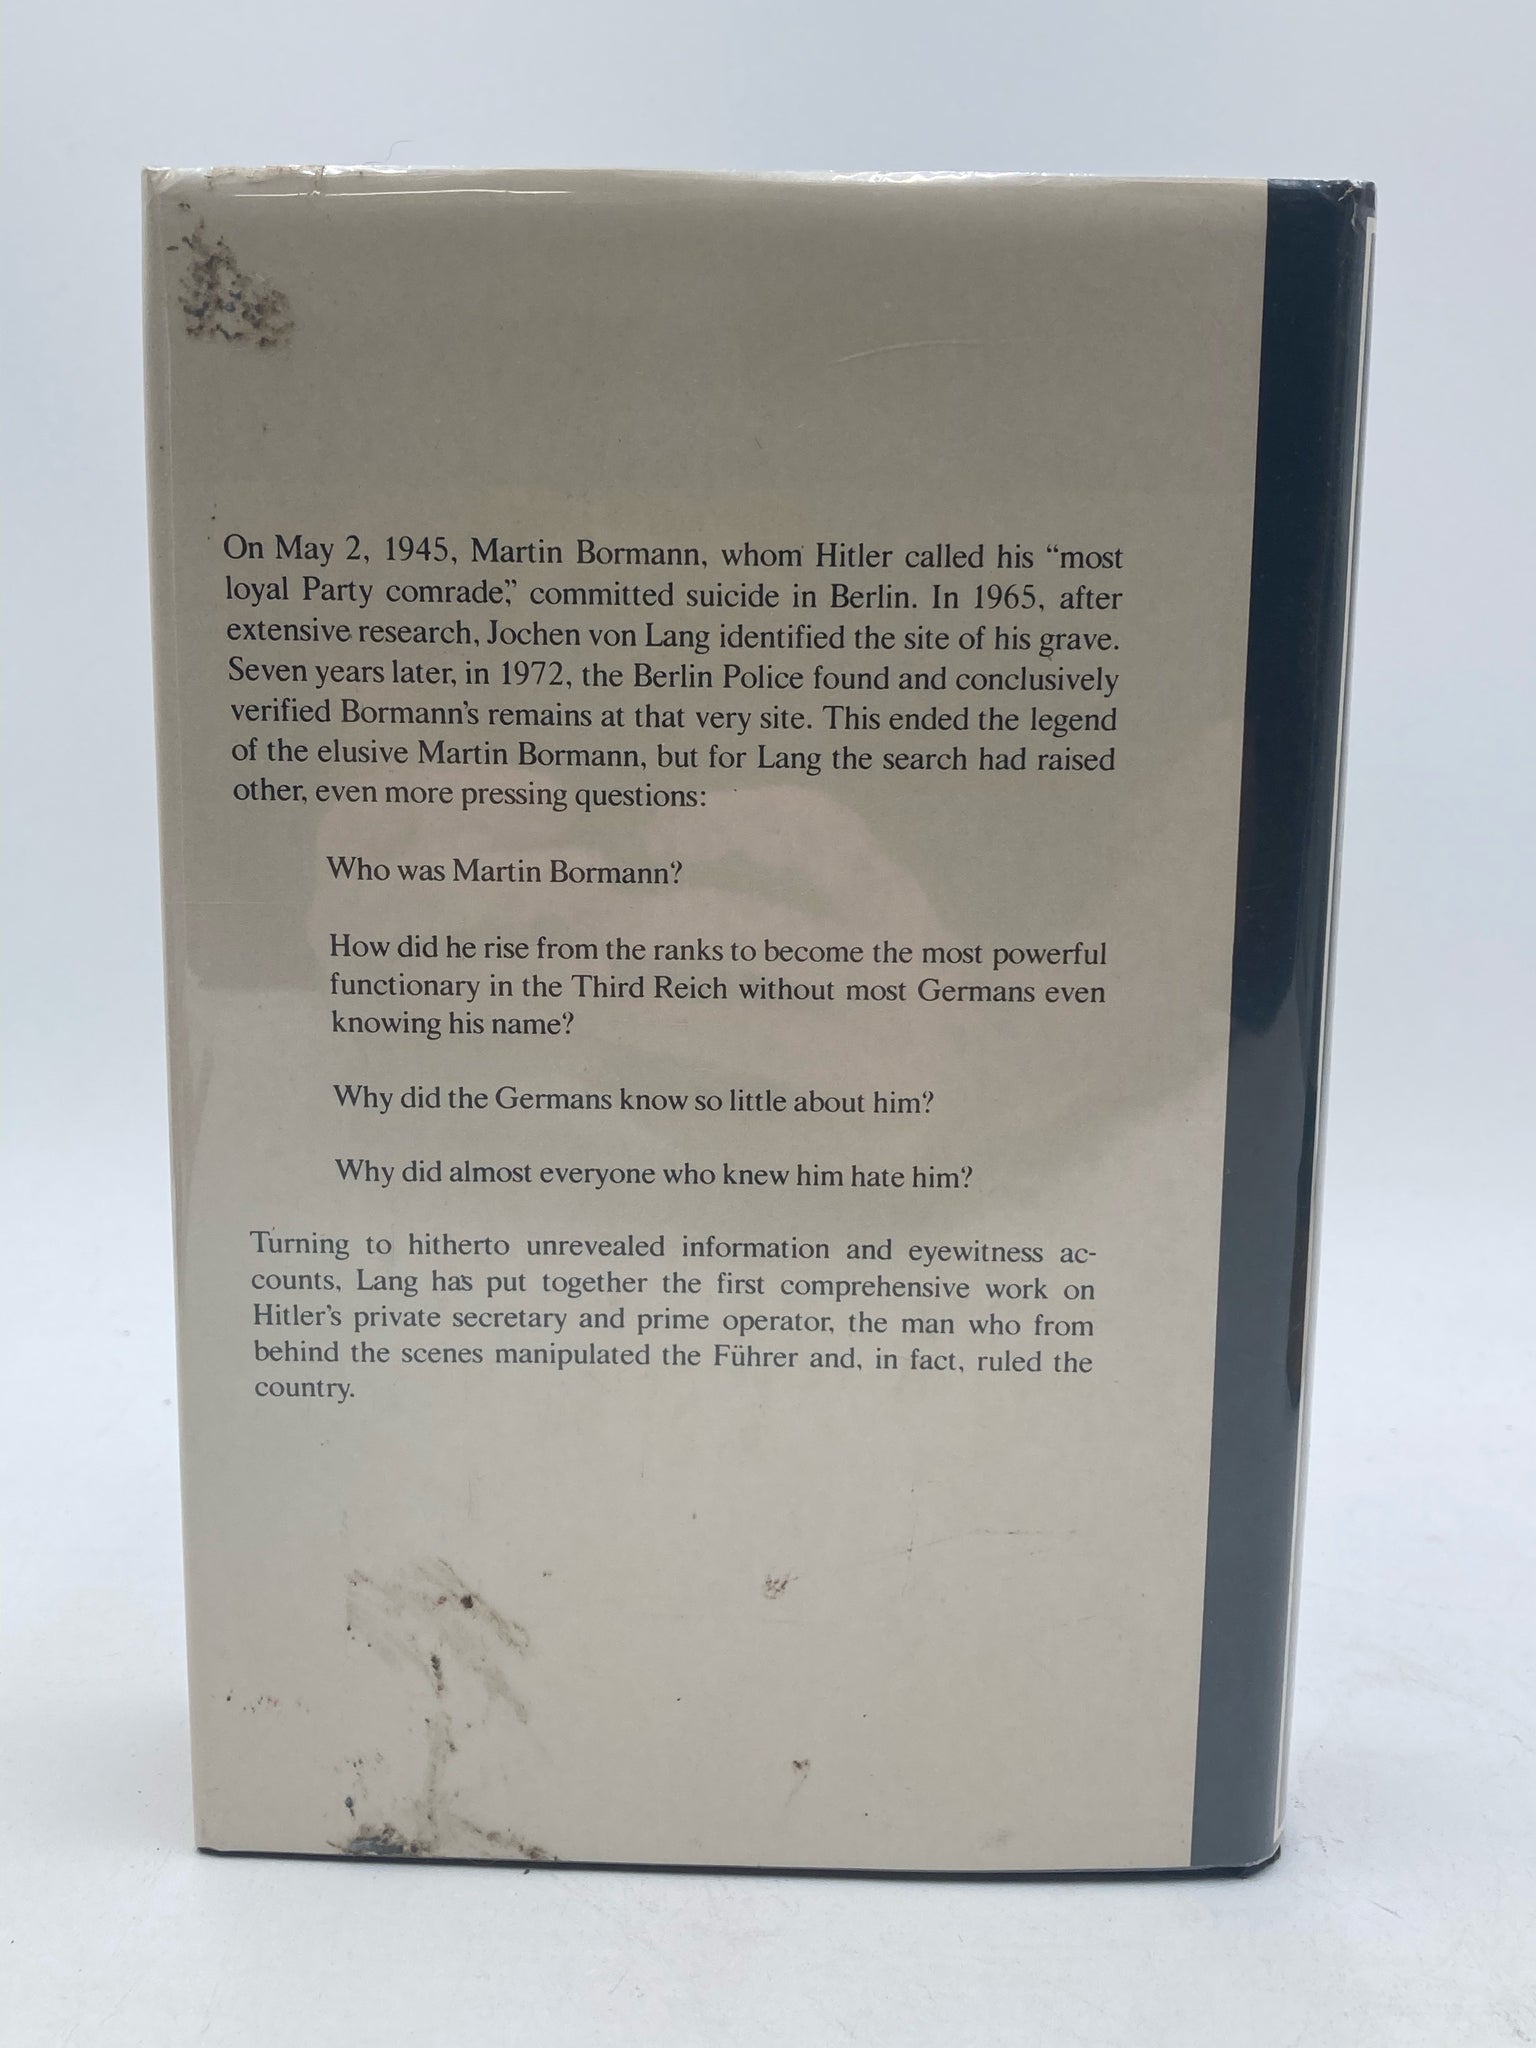 On May 2, 1945, Martin Bormann, whom Hitler called his “most
loyal Party comrade,” committed suicide in Berlin. In 1965, after
extensive research, Jochen von Lang identified the site of his grave.
Seven years later, in 1972, the Berlin Police found and conclusively
verified Bormann’s remains at that very site. This ended the legend
of the elusive Martin Bormann, but for Lang the search had raised
other, even more pressing questions:
Who was Martin Bormann?
How did he rise from the ranks to become the most powerful
functionary in the Third Reich without most Germans even
knowing his name?
Why did the Germans know so little about him?
Why did almost everyone who knew him hate him?
Turning to hitherto unrevealed information and eyewitness ac-
counts, Lang has put together the first comprehensive work on
Hitler’s private secretary and prime operator, the man who from
behind the scenes manipulated the Führer and, in fact, ruled the
country.